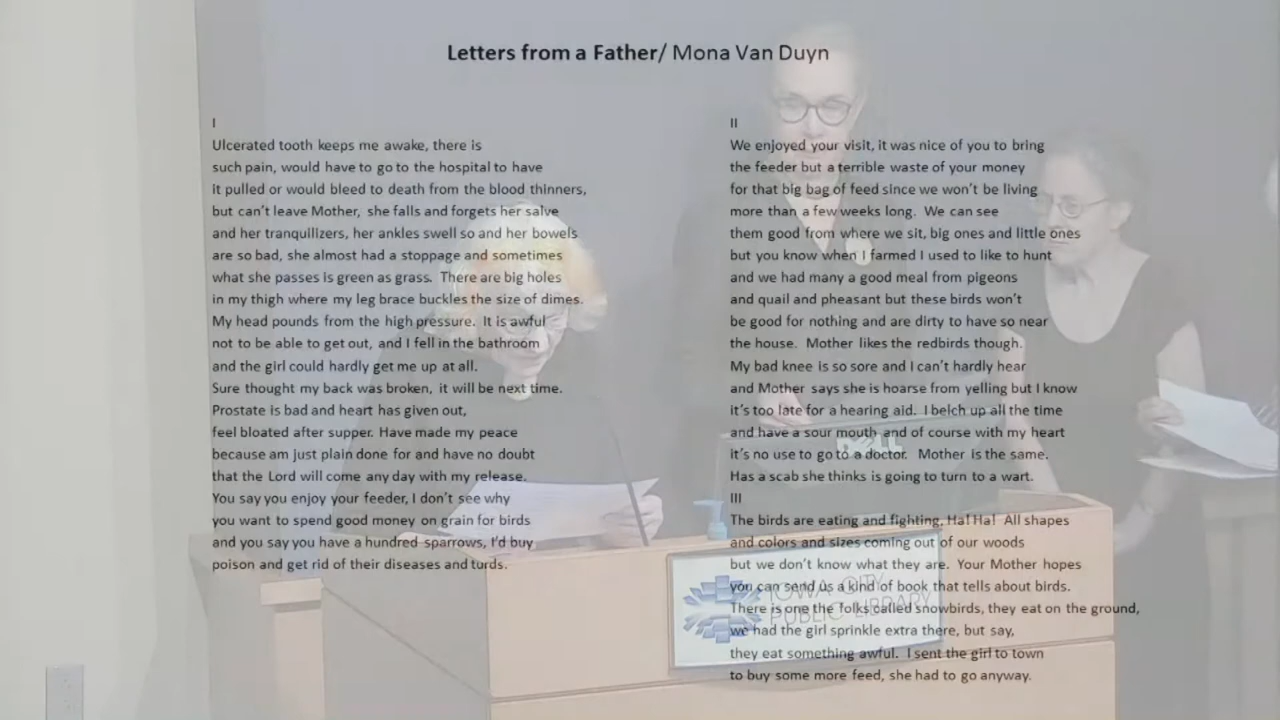 Letters from a Father/ Mona Van Duyn
I
Ulcerated tooth keeps me awake, there is
such pain, would have to go to the hospital to have
it pulled or would bleed to death from the blood thinners,
but can't leave Mother, she falls and forgets her salve
and her tranquilizers, her ankles swell so and her bowels
are so bad, she almost had a stoppage and sometimes
what she passes is green as grass. There are big holes
in my thigh where my leg brace buckles the size of dimes.
My head pounds from the high pressure. It is awful
not to be able to get out, and I fell in the bathroom
and the girl could hardly get me up at all.
Sure thought my back was broken, it will be next time.
Prostate is bad and heart has given out,
feel bloated after supper. Have made my peace
because am just plain done for and have no doubt
that the Lord will come any day with my release.
You say you enjoy your feeder, I don't see why
you want to spend good money on grain for birds
and you say you have a hundred sparrows, I'd buy
poison and get rid of their diseases and turds.
II
We enjoyed your visit, it was nice of you to bring
the feeder but a terrible waste of your money
for that big bag of feed since we won't be living
more than a few weeks long. We can see
them good from where we sit, big ones and little ones
but you know when I farmed I used to like to hunt
and we had many a good meal from pigeons
and quail and pheasant but these birds won't
be good for nothing and are dirty to have so near
the house. Mother likes the redbirds though.
My bad knee is so sore and I can't hardly hear
and Mother says she is hoarse from yelling but I know
it's too late for a hearing aid. I belch up all the time
and have a sour mouth and of course with my heart
it's no use to go to a doctor. Mother is the same.
Has a scab she thinks is going to turn to a wart.
III
The birds are eating and fighting, Ha! Ha! All shapes
and colors and sizes coming out of our woods
but we don't know what they are. Your Mother hopes
you can send us a kind of book that tells about birds.
There is one the folks called snowbirds, they eat on the ground,
we had the girl sprinkle extra there, but say,
they eat something awful. I sent the girl to town
to buy some more feed, she had to go anyway.
DELL
IOWA CITY
PUBLIC LIBRARY